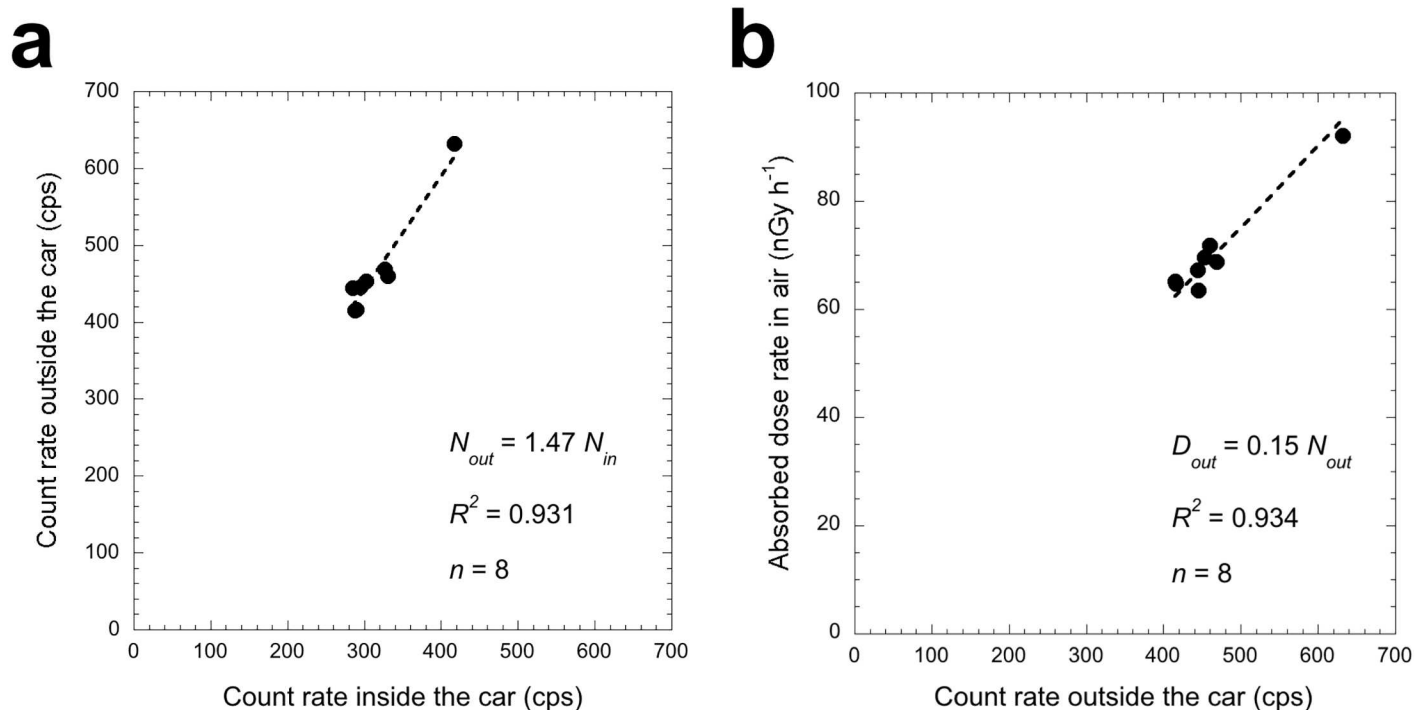 a
700
600
500
400
300
200
100
0
0 100 200 300 400 500 600 700
Count rate outside the car (cps)
Count rate inside the car (cps)
N_out = 1.47 N_in
R² = 0.931
n = 8
b
100
80
60
40
20
0
0 100 200 300 400 500 600 700
Absorbed dose rate in air (nGy h⁻¹)
Count rate outside the car (cps)
D_out = 0.15 N_out
R² = 0.934
n = 8